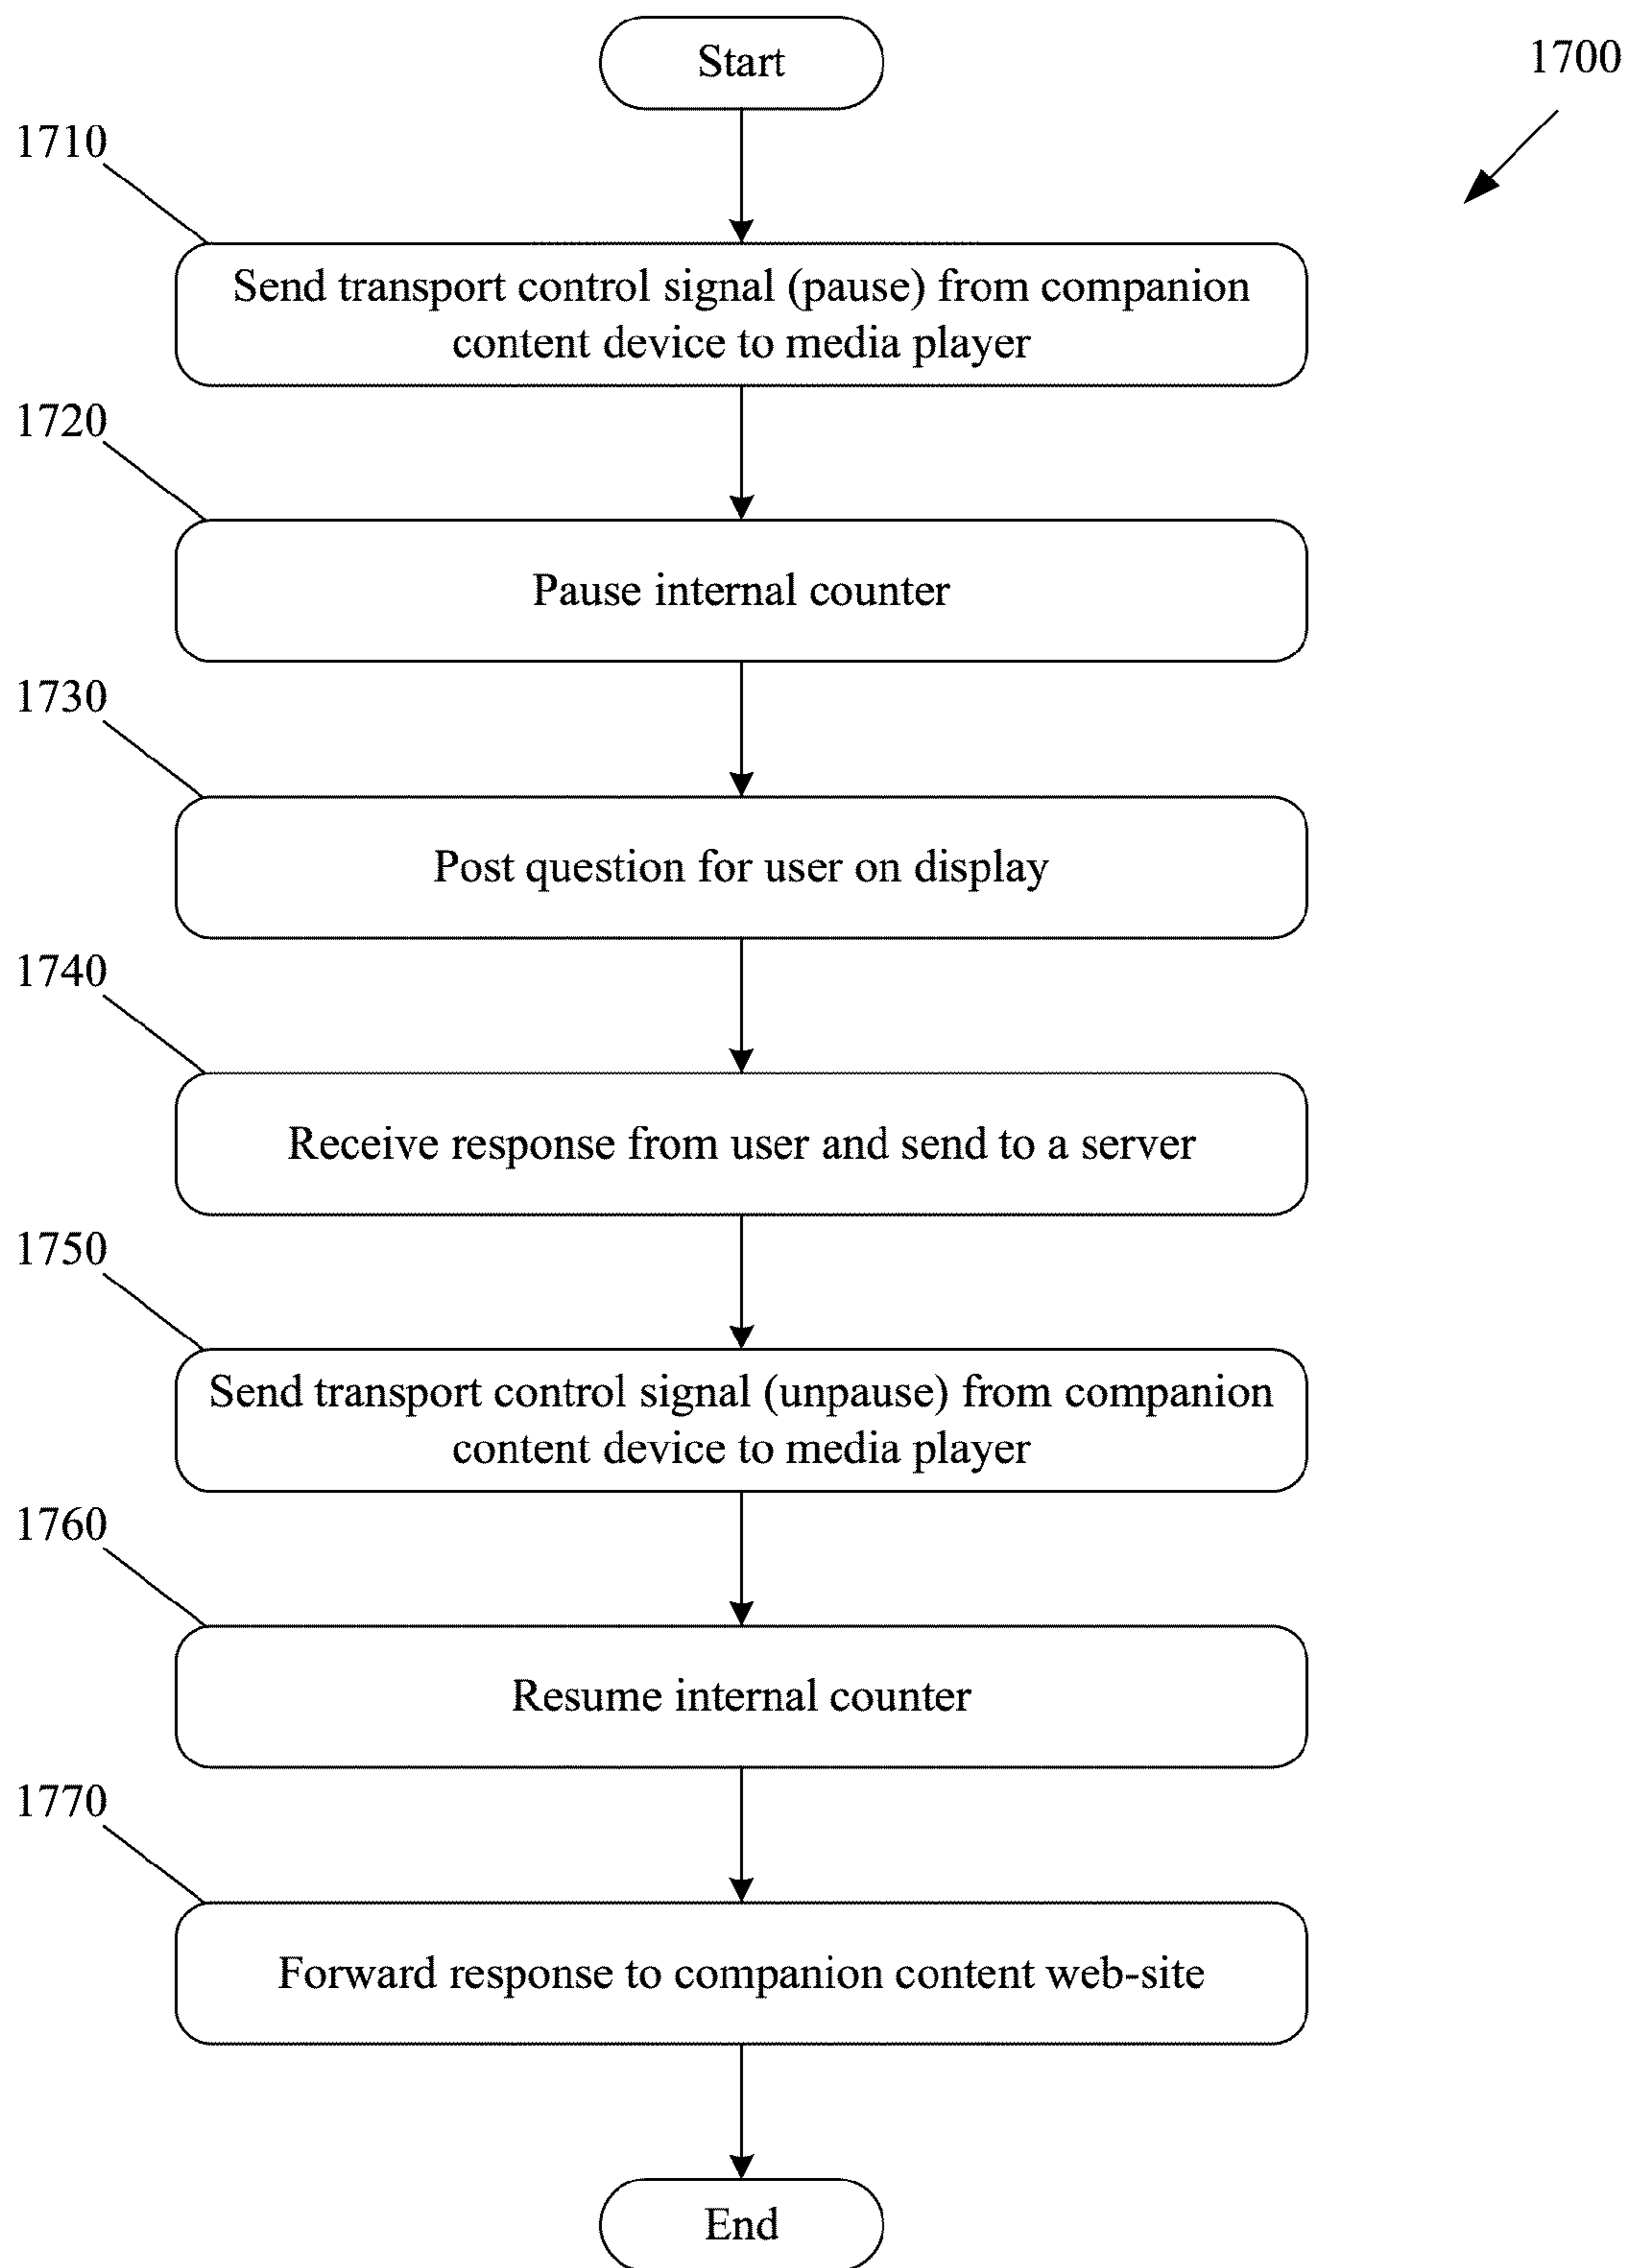 Start
1700
1710
Send transport control signal (pause) from companion
content device to media player
1720
Pause internal counter
1730
Post question for user on display
1740
Receive response from user and send to a server
1750
Send transport control signal (unpause) from companion
content device to media player
1760
Resume internal counter
1770
Forward response to companion content web-site
End